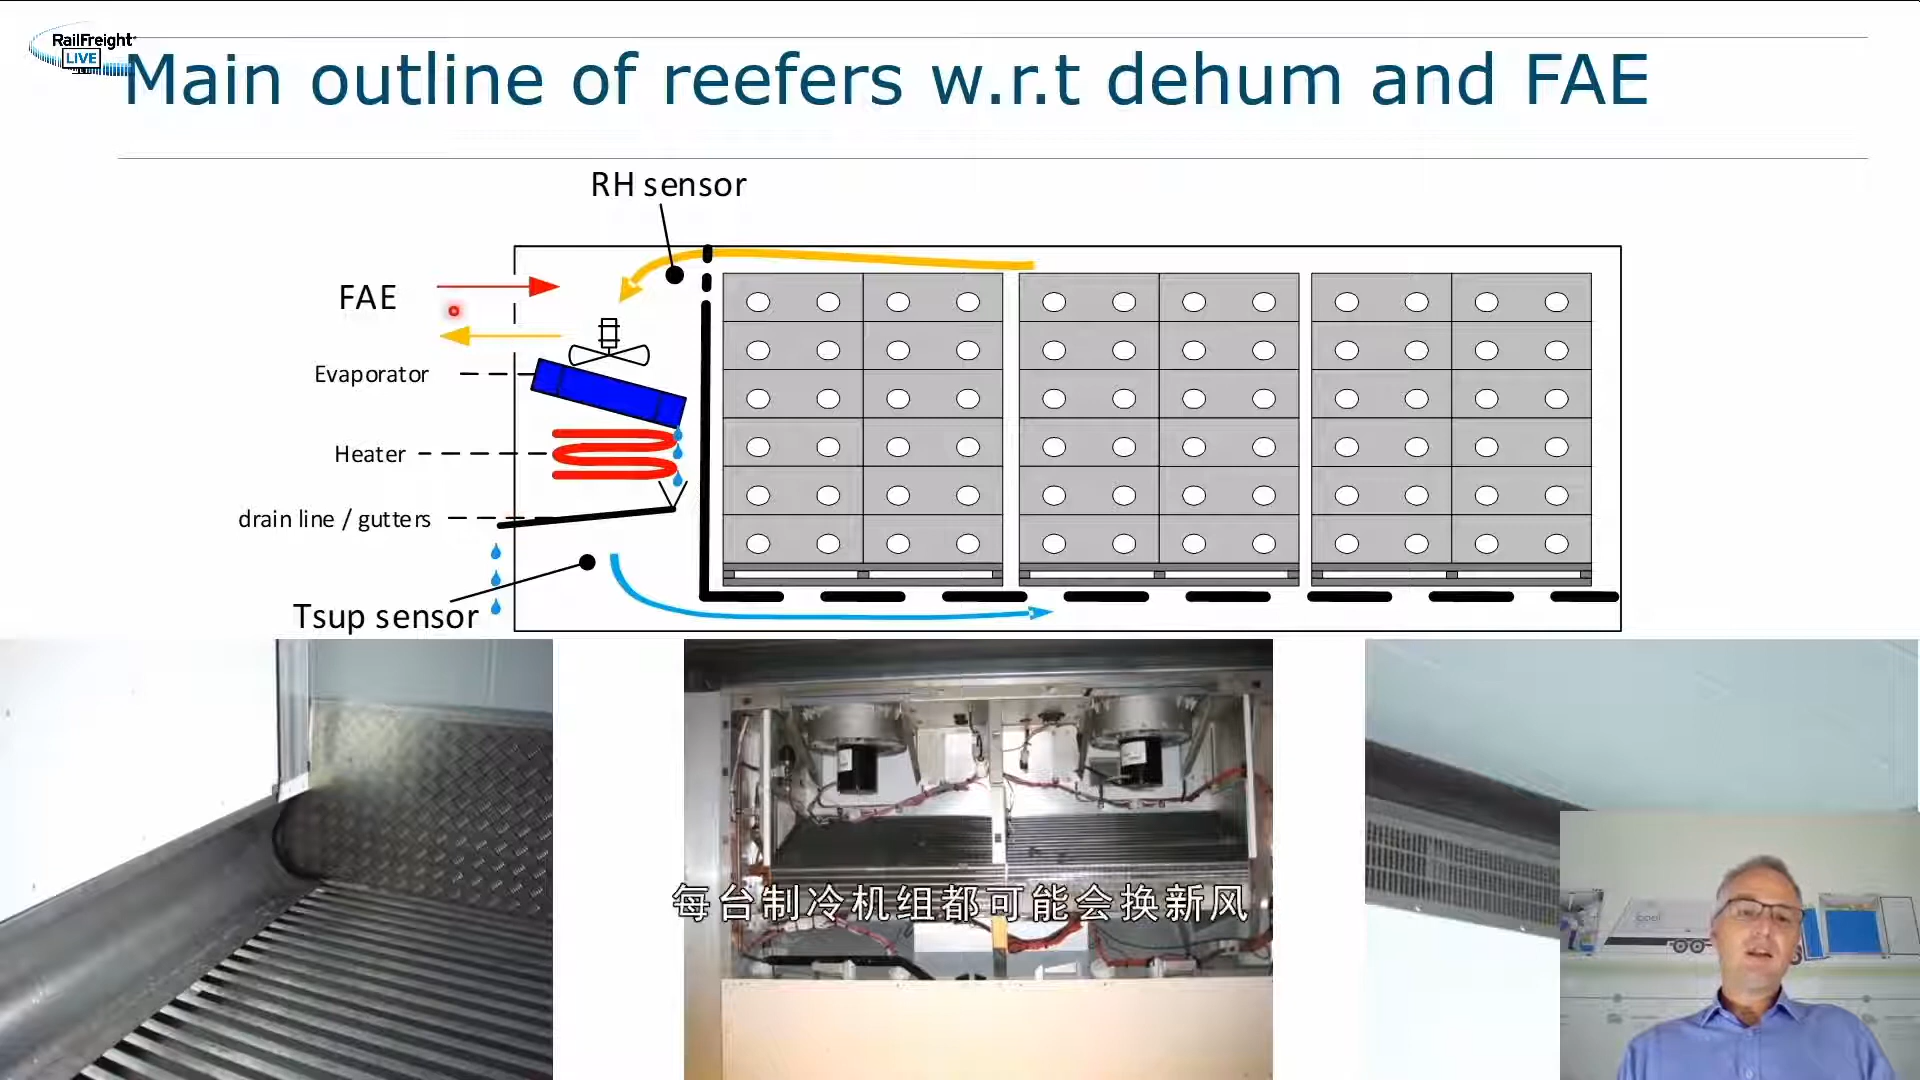 RailFreight
LIVE
Main outline of reefers w.r.t dehum and FAE
RH sensor
FAE
Evaporator
Heater
drain line / gutters
Tsup sensor
每台制冷机组都可能会换新风